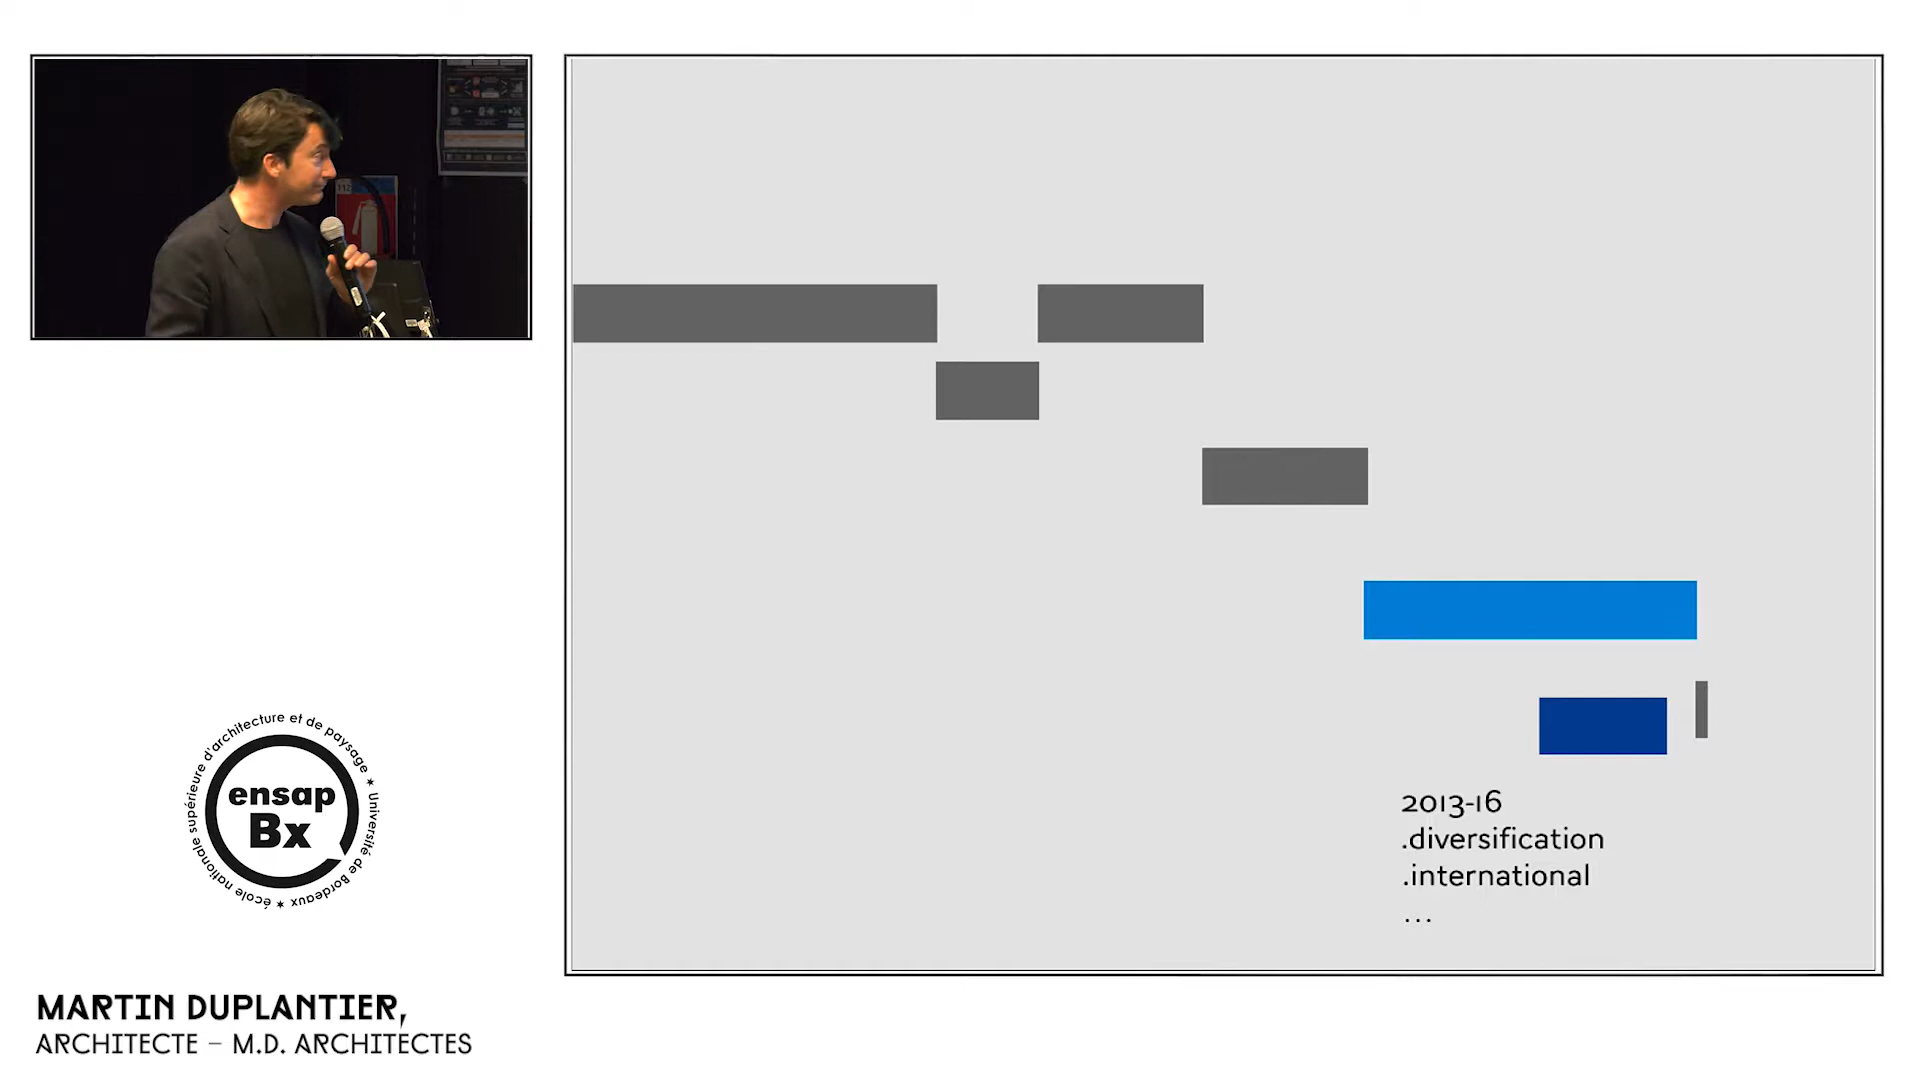 112
2013-16
.diversification
.international
...
école nationale supérieure d'architecture et de paysage ★ Université de Bordeaux ★
ensap
Bx
MARTIN DUPLANTIER,
ARCHITECTE – M.D. ARCHITECTES